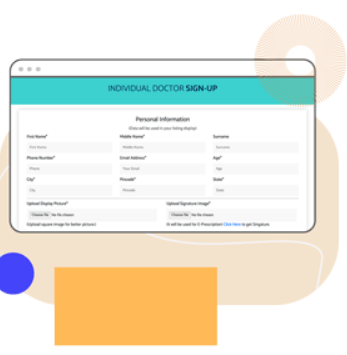 INDIVIDUAL DOCTOR SIGN-UP
Personal Information
(Data will be used in your listing display)
First Name* Middle Name* Surname
First Name Middle Name Surname
Phone Number* Email Address* Age*
Phone Your Email Age
City* Pincode* State*
City Pincode State
Upload Display Picture* Upload Signature Image*
Choose file No file chosen Choose file No file chosen
(Upload square image for better picture) (It will be used for E-Prescription) Click Here to get Singature